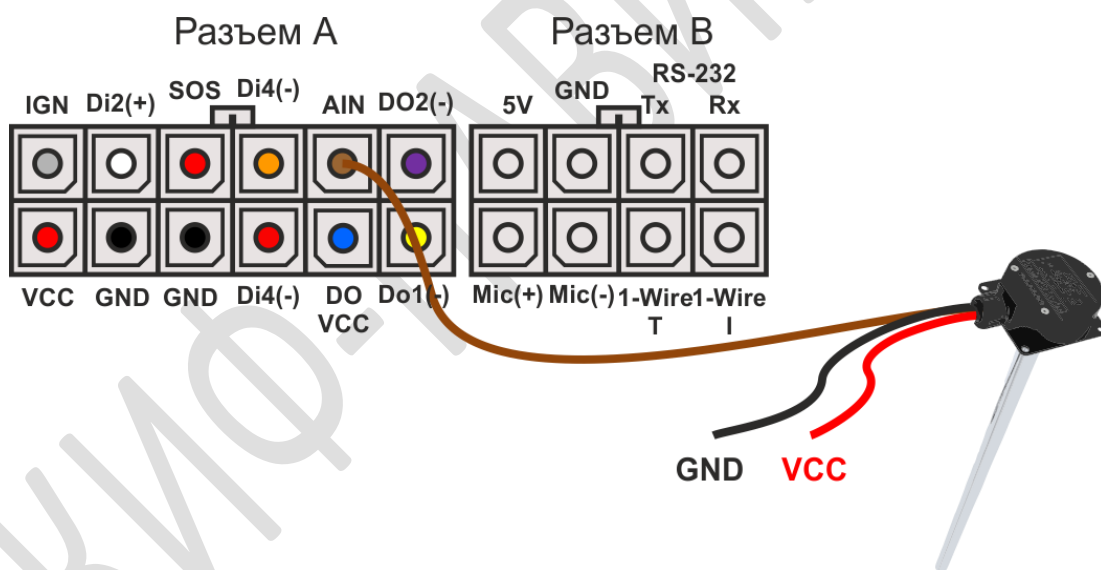 Разъем А
Разъем В
IGN Di2(+) SOS Di4(-) AIN DO2(-)
5V GND RS-232
Tx Rx
VCC GND GND Di4(-) DO VCC Do1(-)
Mic(+) Mic(-) 1-Wire T 1-Wire I
GND VCC